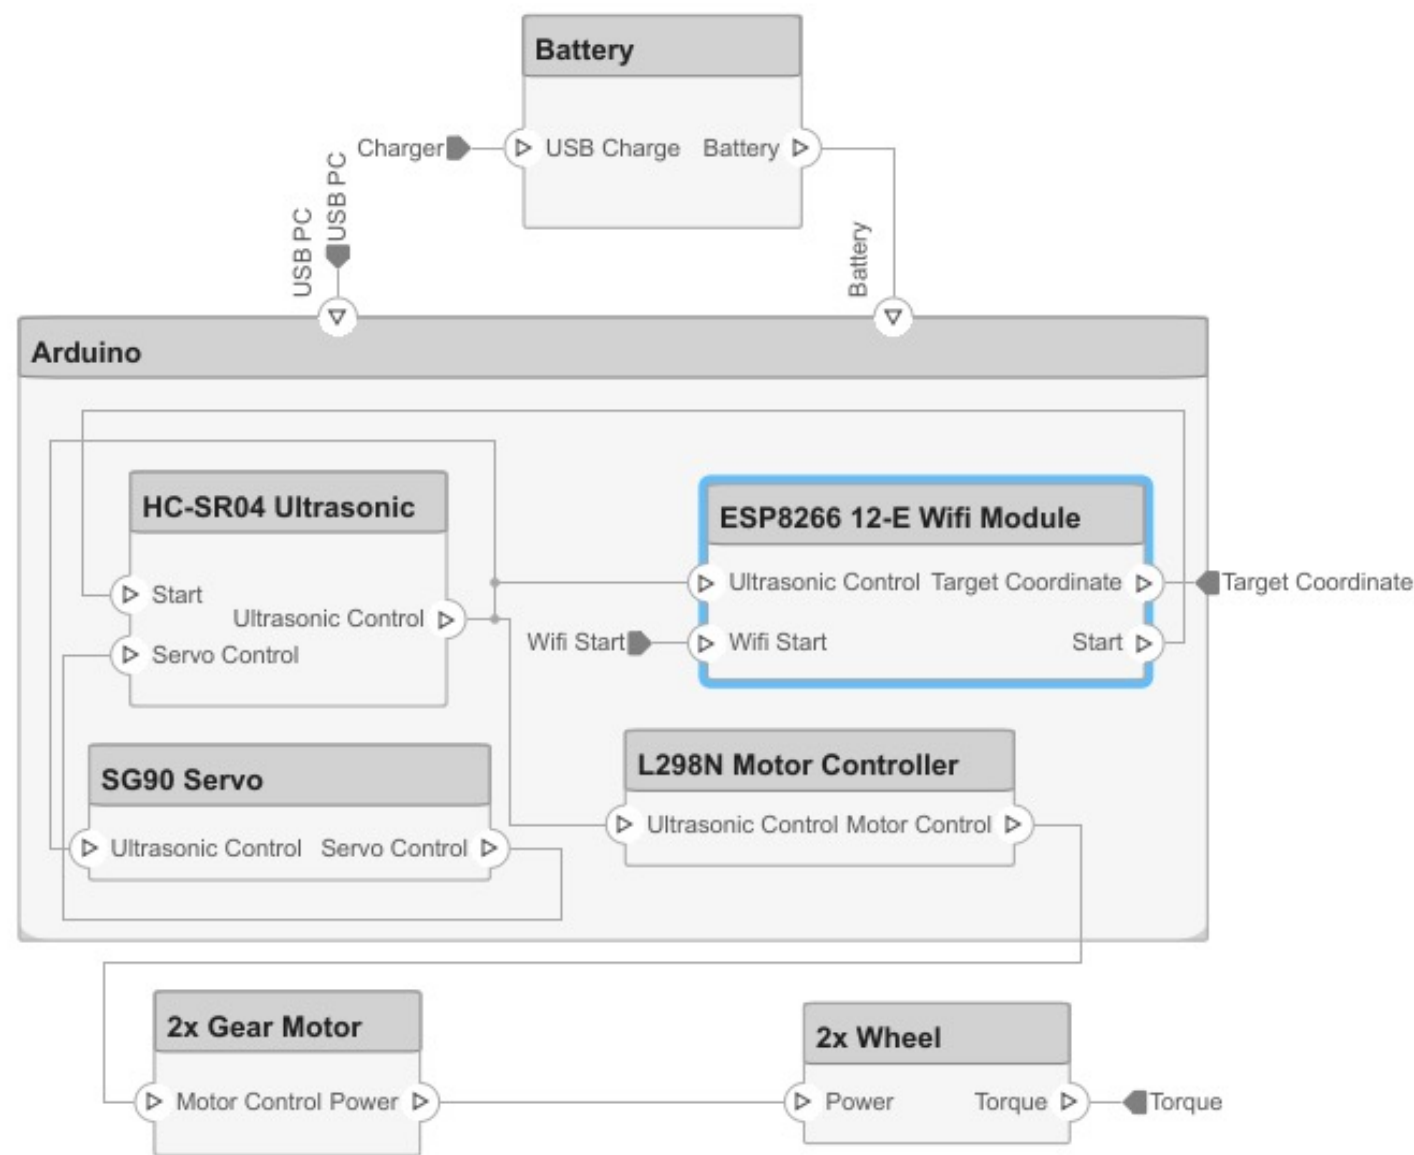 Battery
Charger
USB Charge
Battery
USB PC
USB PC
Battery
Arduino
HC-SR04 Ultrasonic
Start
Ultrasonic Control
Servo Control
ESP8266 12-E Wifi Module
Ultrasonic Control
Target Coordinate
Target Coordinate
Wifi Start
Wifi Start
Start
SG90 Servo
Ultrasonic Control
Servo Control
L298N Motor Controller
Ultrasonic Control
Motor Control
2x Gear Motor
Motor Control
Power
2x Wheel
Power
Torque
Torque